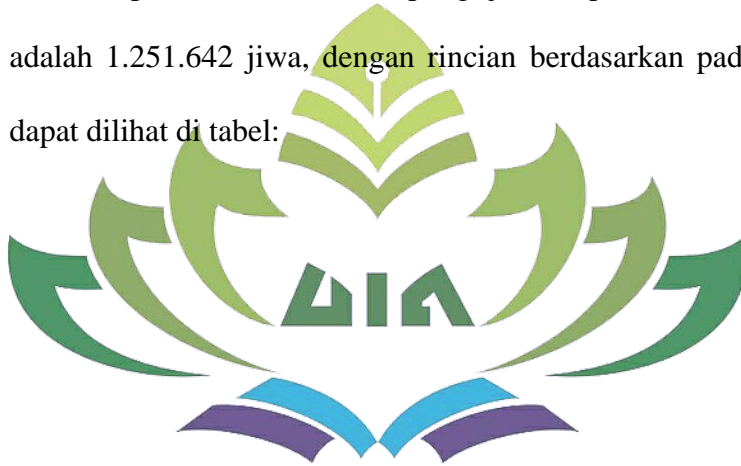 adalah 1.251.642 jiwa, dengan rincian berdasarkan pad
dapat dilihat di tabel:
UIN